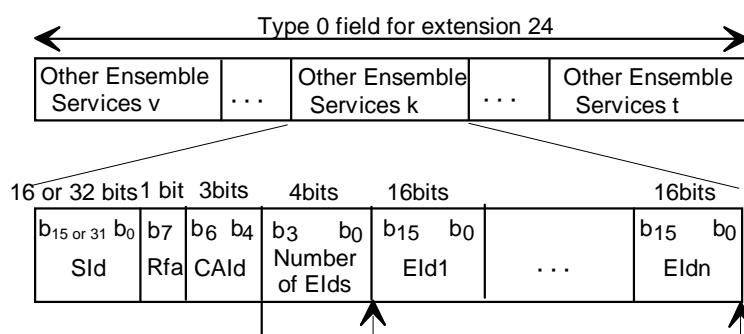 Type 0 field for extension 24
Other Ensemble Services v
. . .
Other Ensemble Services k
. . .
Other Ensemble Services t
16 or 32 bits 1 bit 3bits 4bits 16bits 16bits
b15 or 31 b0 b7 b6 b4 b3 b0 b15 b0 b15 b0
SId Rfa CAId Number of EIds EId1 . . . EIdn